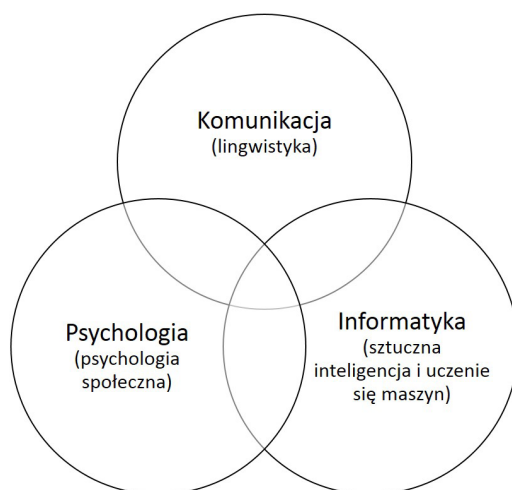 Komunikacja
(lingwistyka)
Psychologia
(psychologia
społeczna)
Informatyka
(sztuczna
inteligencja i uczenie
się maszyn)